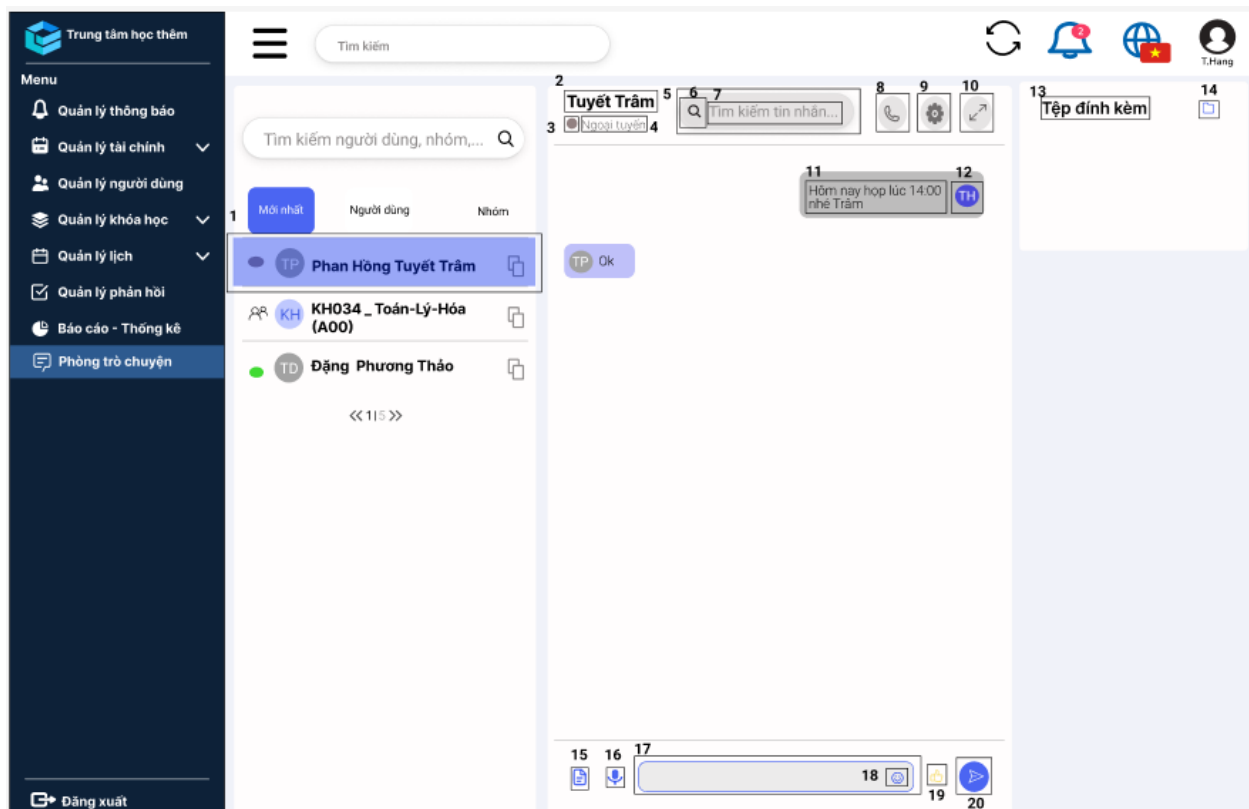 Trung tâm học thêm
Menu
Quản lý thông báo
Quản lý tài chính
Quản lý người dùng
Quản lý khóa học
Quản lý lịch
Quản lý phản hồi
Báo cáo - Thống kê
Phòng trò chuyện
Đăng xuất
Tìm kiếm
2
T.Hang
Tìm kiếm người dùng, nhóm,...
1
Mới nhất Người dùng Nhóm
TP Phan Hồng Tuyết Trâm
KH KH034 _ Toán-Lý-Hóa
(A00)
TD Đặng Phương Thảo
<< 1|5 >>
2
Tuyết Trâm
3 Ngoại tuyến 4
5 6 7
Tìm kiếm tin nhắn...
8 9 10
11 12
Hôm nay họp lúc 14:00
nhé Trâm
TH
TP Ok
13 14
Tệp đính kèm
15 16 17
18
19
20